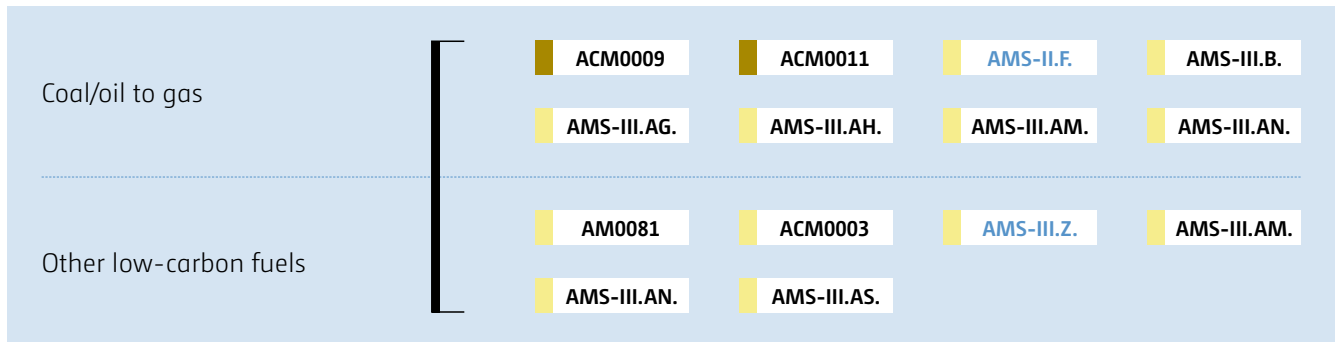 Coal/oil to gas
ACM0009 ACM0011 AMS-II.F. AMS-III.B.
AMS-III.AG. AMS-III.AH. AMS-III.AM. AMS-III.AN.
Other low-carbon fuels
AM0081 ACM0003 AMS-III.Z. AMS-III.AM.
AMS-III.AN. AMS-III.AS.